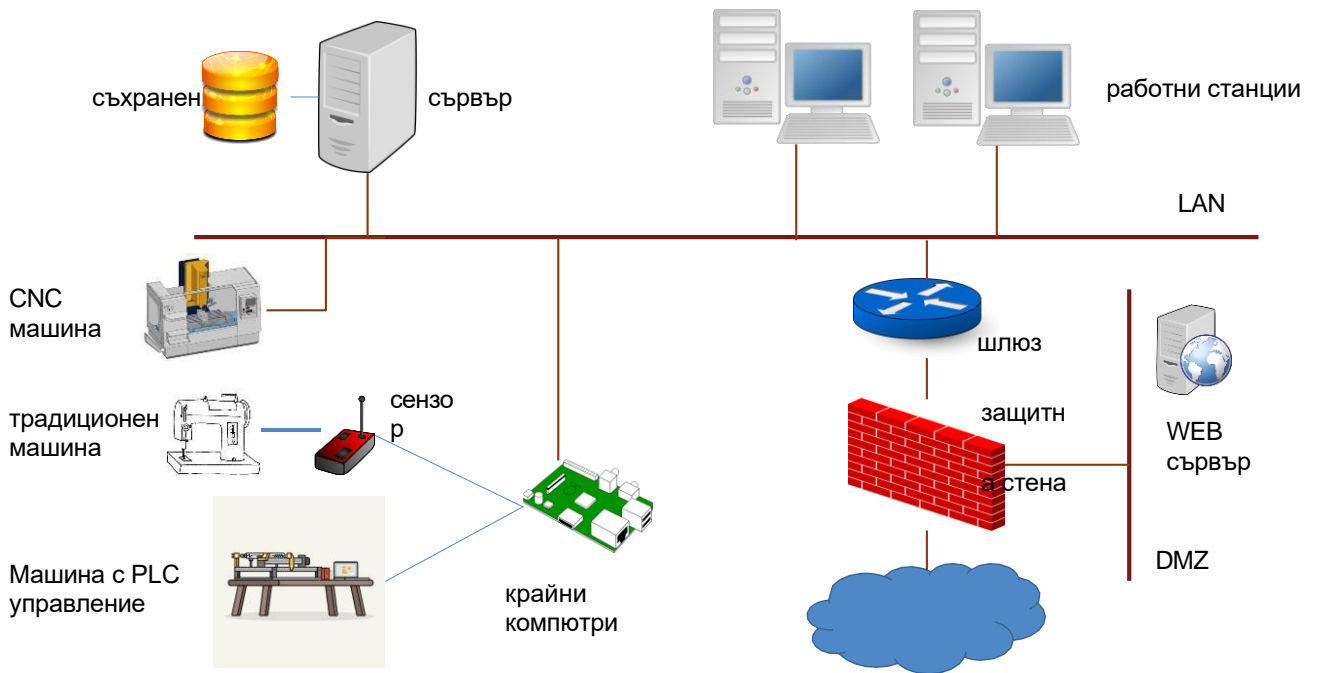 съхранен
сървър
работни станции
LAN
CNC
машина
шлюз
традиционен
машина
сензо
р
защитн
а стена
WEB
сървър
Машина с PLC
управление
крайни
компютри
DMZ